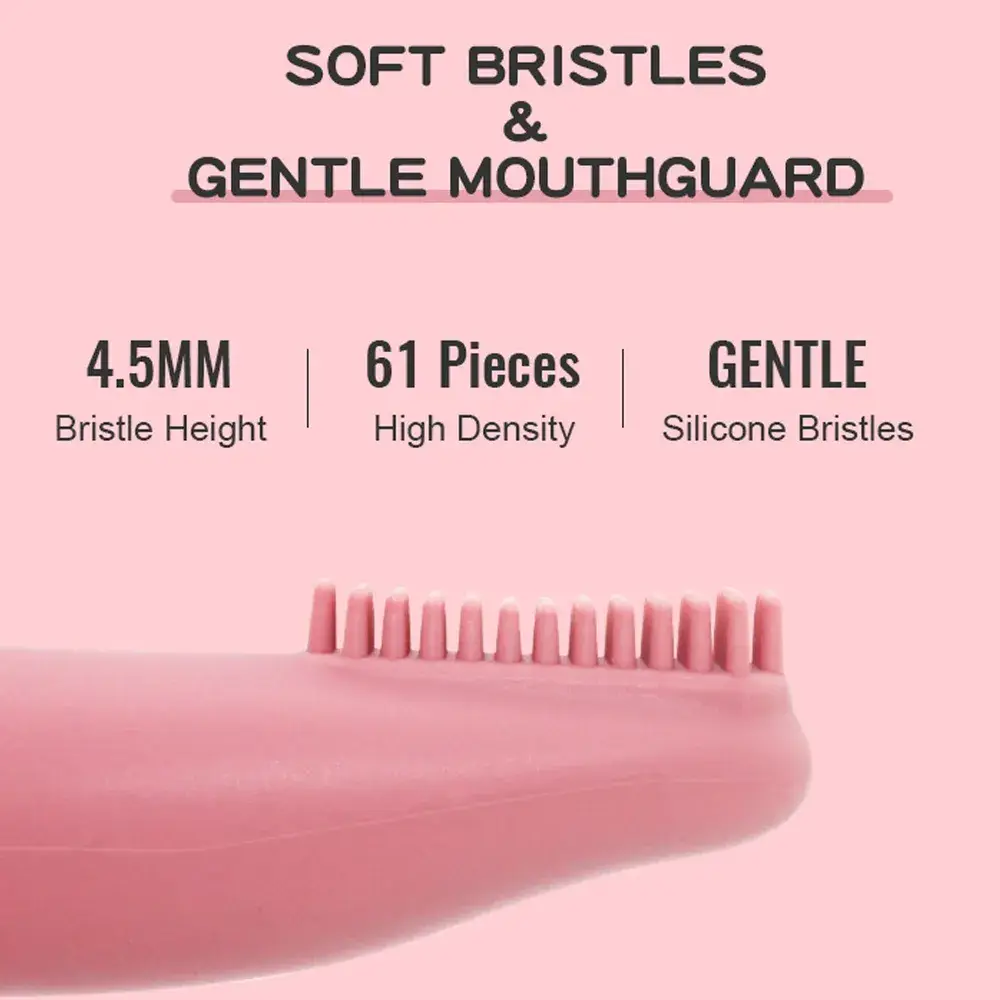 SOFT BRISTLES
&
GENTLE MOUTHGUARD
4.5MM
Bristle Height
61 Pieces
High Density
GENTLE
Silicone Bristles